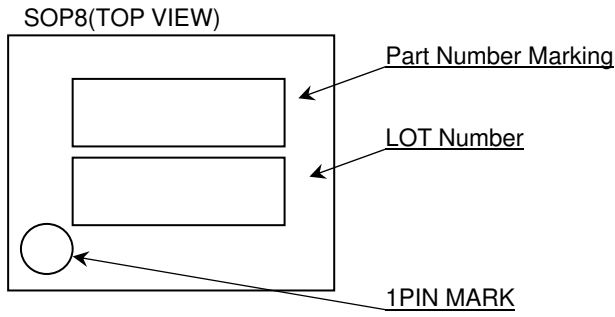 SOP8(TOP VIEW)
Part Number Marking
LOT Number
1PIN MARK